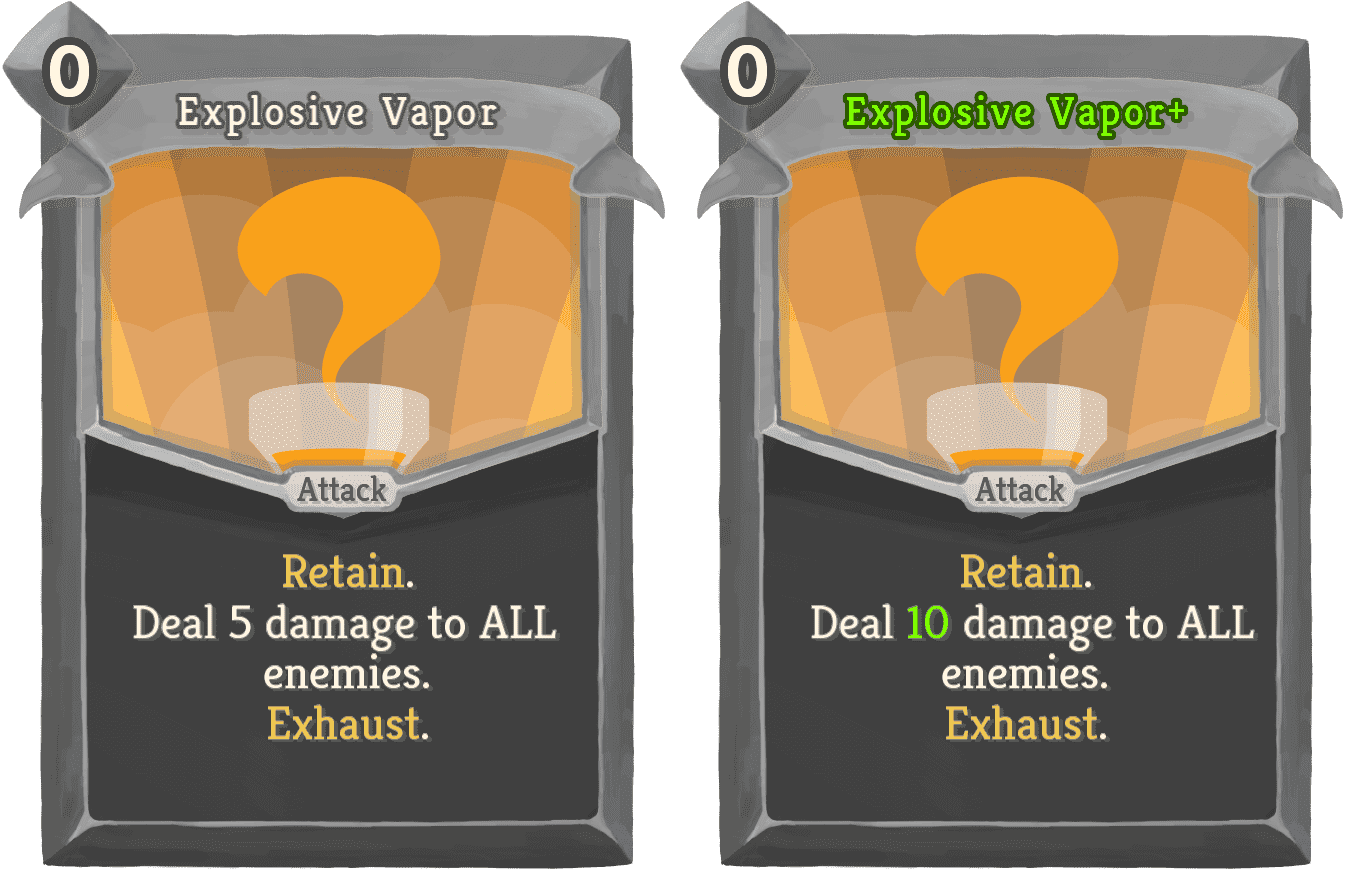 0
Explosive Vapor
Attack
Retain.
Deal 5 damage to ALL
enemies.
Exhaust.
0
Explosive Vapor+
Attack
Retain.
Deal 10 damage to ALL
enemies.
Exhaust.